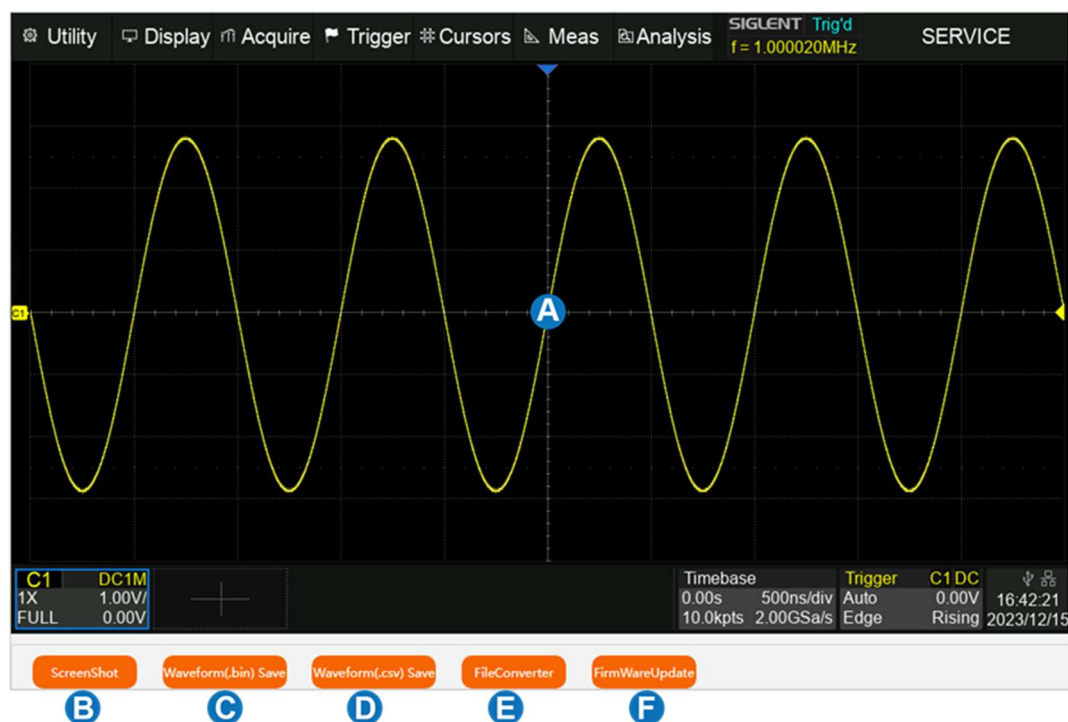 Utility Display Acquire Trigger Cursors Meas Analysis SIGLENT Trig'd SERVICE
f = 1.000020MHz
A
C1
C1 DC1M
1X 1.00V/
FULL 0.00V
Timebase
0.00s 500ns/div
10.0kpts 2.00GSa/s
Trigger C1 DC
Auto 0.00V
Edge Rising
16:42:21
2023/12/15
ScreenShot Waveform(.bin) Save Waveform(.csv) Save FileConverter FirmWareUpdate
B C D E F